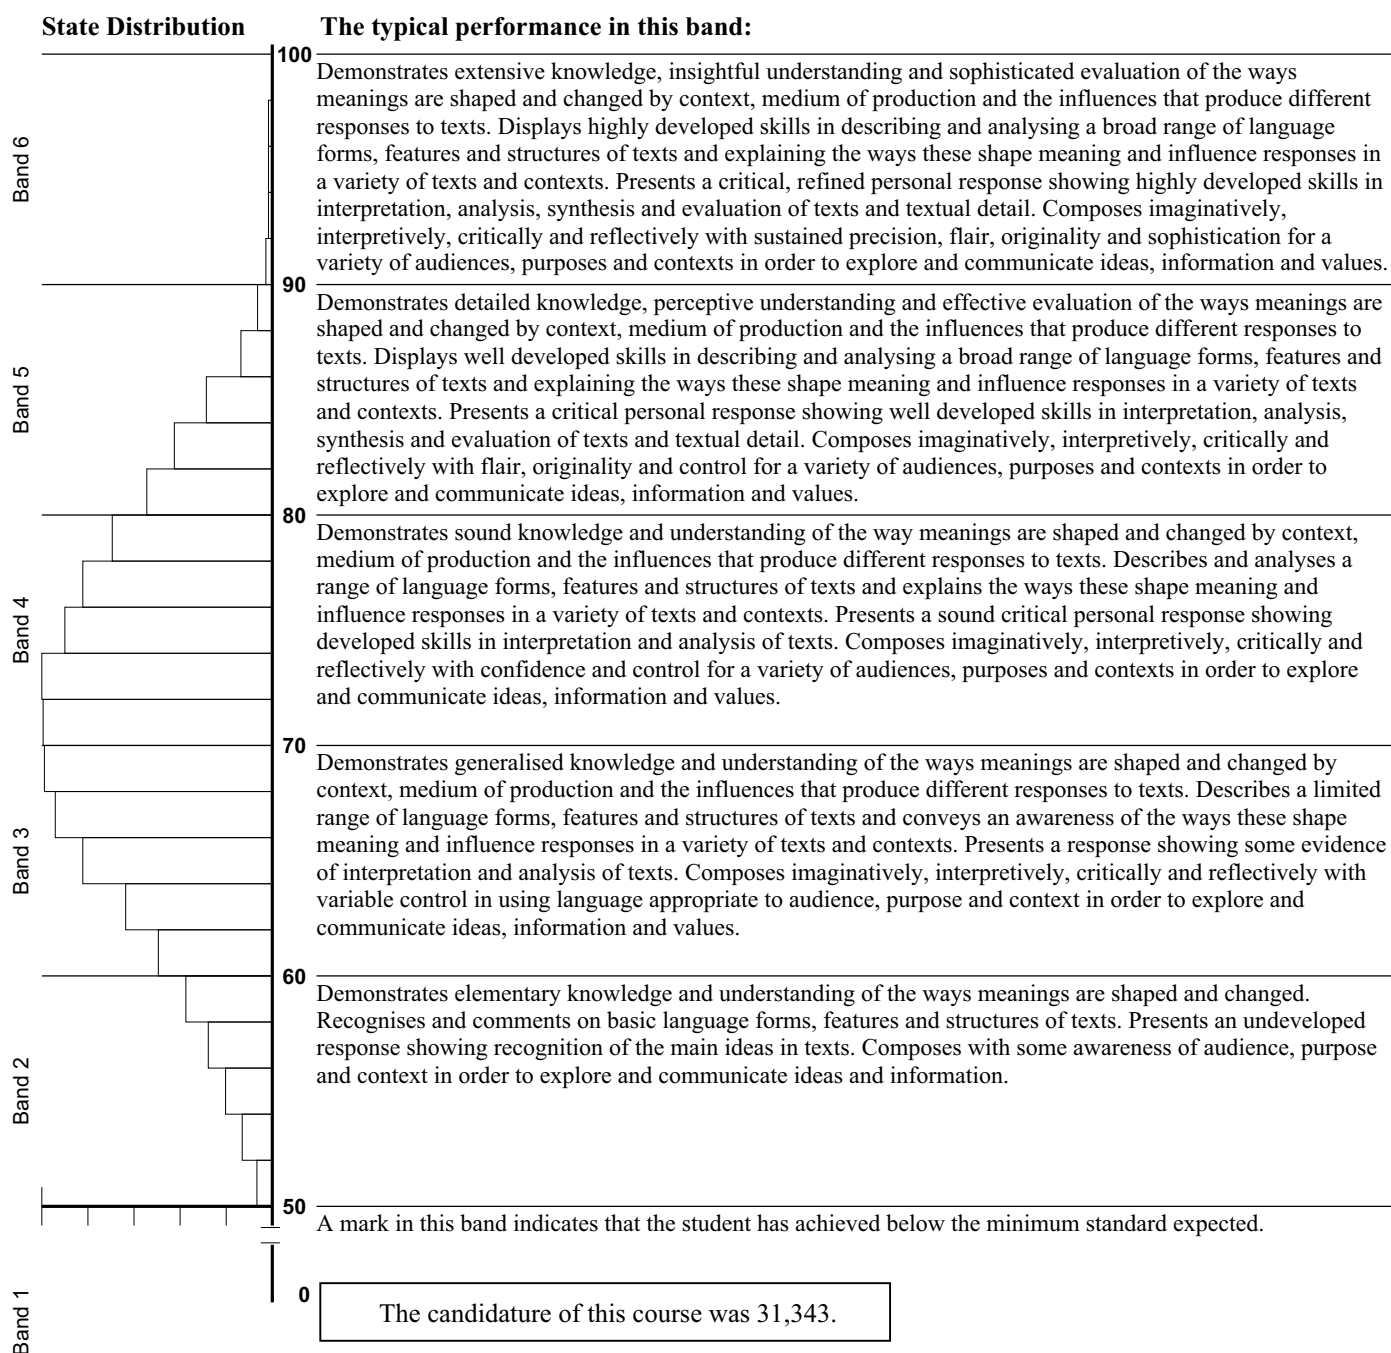 State Distribution
The typical performance in this band:
100
Band 6
Demonstrates extensive knowledge, insightful understanding and sophisticated evaluation of the ways
meanings are shaped and changed by context, medium of production and the influences that produce different
responses to texts. Displays highly developed skills in describing and analysing a broad range of language
forms, features and structures of texts and explaining the ways these shape meaning and influence responses in
a variety of texts and contexts. Presents a critical, refined personal response showing highly developed skills in
interpretation, analysis, synthesis and evaluation of texts and textual detail. Composes imaginatively,
interpretively, critically and reflectively with sustained precision, flair, originality and sophistication for a
variety of audiences, purposes and contexts in order to explore and communicate ideas, information and values.
90
Band 5
Demonstrates detailed knowledge, perceptive understanding and effective evaluation of the ways meanings are
shaped and changed by context, medium of production and the influences that produce different responses to
texts. Displays well developed skills in describing and analysing a broad range of language forms, features and
structures of texts and explaining the ways these shape meaning and influence responses in a variety of texts
and contexts. Presents a critical personal response showing well developed skills in interpretation, analysis,
synthesis and evaluation of texts and textual detail. Composes imaginatively, interpretively, critically and
reflectively with flair, originality and control for a variety of audiences, purposes and contexts in order to
explore and communicate ideas, information and values.
80
Band 4
Demonstrates sound knowledge and understanding of the way meanings are shaped and changed by context,
medium of production and the influences that produce different responses to texts. Describes and analyses a
range of language forms, features and structures of texts and explains the ways these shape meaning and
influence responses in a variety of texts and contexts. Presents a sound critical personal response showing
developed skills in interpretation and analysis of texts. Composes imaginatively, interpretively, critically and
reflectively with confidence and control for a variety of audiences, purposes and contexts in order to explore
and communicate ideas, information and values.
70
Band 3
Demonstrates generalised knowledge and understanding of the ways meanings are shaped and changed by
context, medium of production and the influences that produce different responses to texts. Describes a limited
range of language forms, features and structures of texts and conveys an awareness of the ways these shape
meaning and influence responses in a variety of texts and contexts. Presents a response showing some evidence
of interpretation and analysis of texts. Composes imaginatively, interpretively, critically and reflectively with
variable control in using language appropriate to audience, purpose and context in order to explore and
communicate ideas, information and values.
60
Band 2
Demonstrates elementary knowledge and understanding of the ways meanings are shaped and changed.
Recognises and comments on basic language forms, features and structures of texts. Presents an undeveloped
response showing recognition of the main ideas in texts. Composes with some awareness of audience, purpose
and context in order to explore and communicate ideas and information.
50
A mark in this band indicates that the student has achieved below the minimum standard expected.
Band 1
0
The candidature of this course was 31,343.